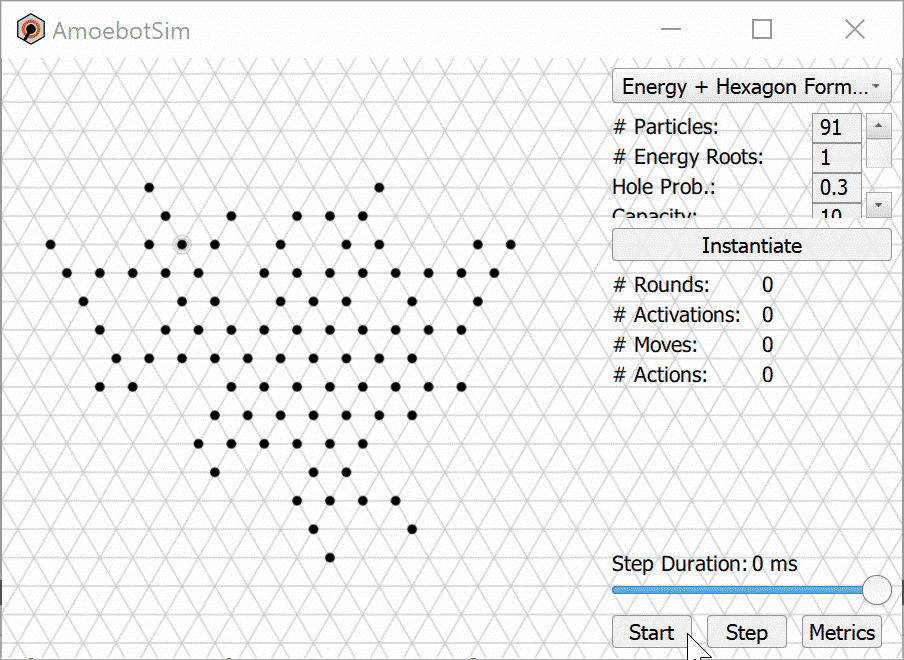 AmoebotSim
Energy + Hexagon Form...
# Particles: 91
# Energy Roots: 1
Hole Prob.: 0.3
Capacity: 10
Instantiate
# Rounds: 0
# Activations: 0
# Moves: 0
# Actions: 0
Step Duration: 0 ms
Start Step Metrics